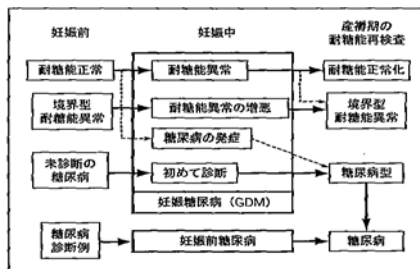 妊娠前
妊娠中
産褥期の
耐糖能再検査
耐糖能正常
耐糖能異常
耐糖能正常化
境界型
耐糖能異常
耐糖能異常の増悪
境界型
耐糖能異常
糖尿病の発症
未診断の
糖尿病
初めて診断
糖尿病型
妊娠糖尿病（GDM）
糖尿病
診断例
妊娠前糖尿病
糖尿病